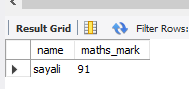 Result Grid Filter Rows:
name maths_mark
sayali 91